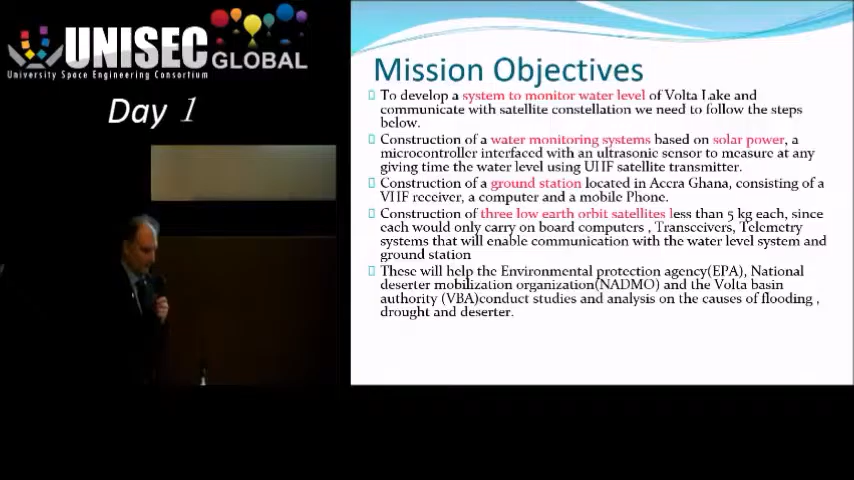 UNISEC
GLOBAL
University Space Engineering Consortium
Day 1
Mission Objectives
To develop a system to monitor water level of Volta Lake and
communicate with satellite constellation we need to follow the steps
below.
Construction of a water monitoring systems based on solar power, a
microcontroller interfaced with an ultrasonic sensor to measure at any
giving time the water level using UHF satellite transmitter.
Construction of a ground station located in Accra Ghana, consisting of a
VHF receiver, a computer and a mobile Phone.
Construction of three low earth orbit satellites less than 5 kg each, since
each would only carry on board computers , Transceivers, Telemetry
systems that will enable communication with the water level system and
ground station
These will help the Environmental protection agency(EPA), National
deserter mobilization organization(NADMO) and the Volta basin
authority (VBA)conduct studies and analysis on the causes of flooding ,
drought and deserter.